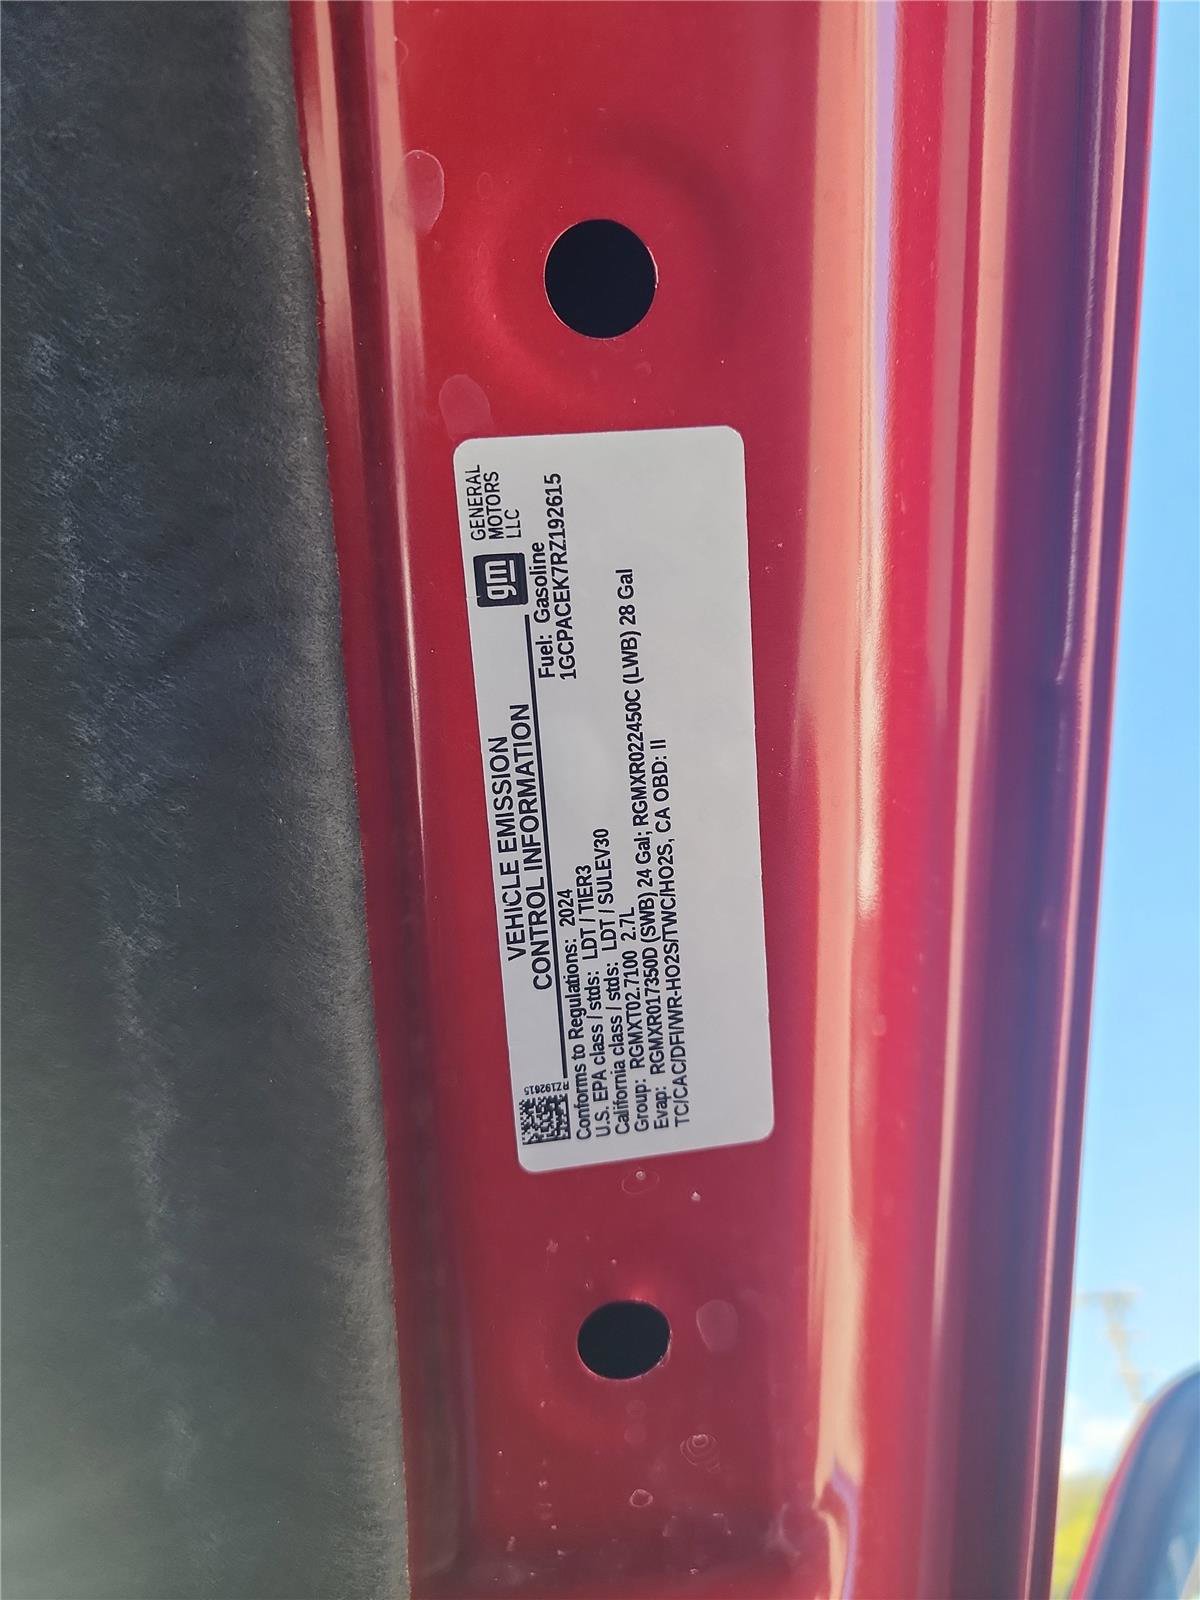 VEHICLE EMISSION
CONTROL INFORMATION
gm
GENERAL
MOTORS
LLC
RZ192615
Fuel: Gasoline
1GCPACEK7RZ192615
Conforms to Regulations: 2024
U.S. EPA class / stds: LDT / TIER3
California class / stds: LDT / SULEV30
Group: RGMXT02.7100 2.7L
Evap: RGMXR017350D (SWB) 24 Gal; RGMXR022450C (LWB) 28 Gal
TC/CAC/DFI/WR-HO2S/TWC/HO2S, CA OBD: II